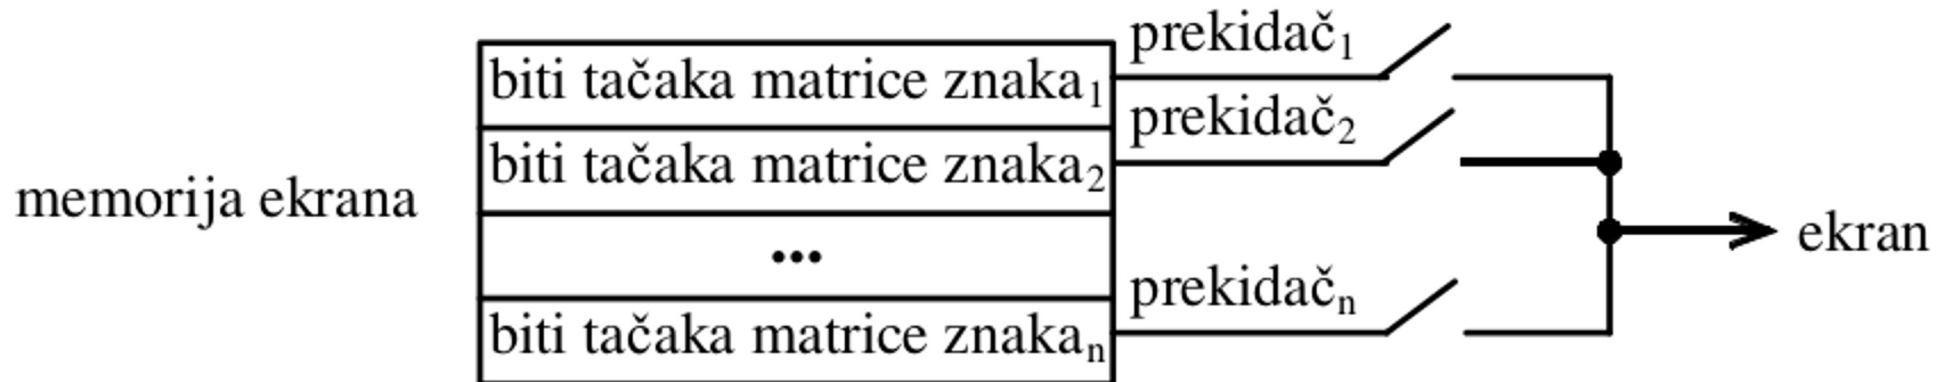 prekidač₁
biti tačaka matrice znaka₁
prekidač₂
biti tačaka matrice znaka₂
memorija ekrana
ekran
•••
prekidačₙ
biti tačaka matrice znakaₙ